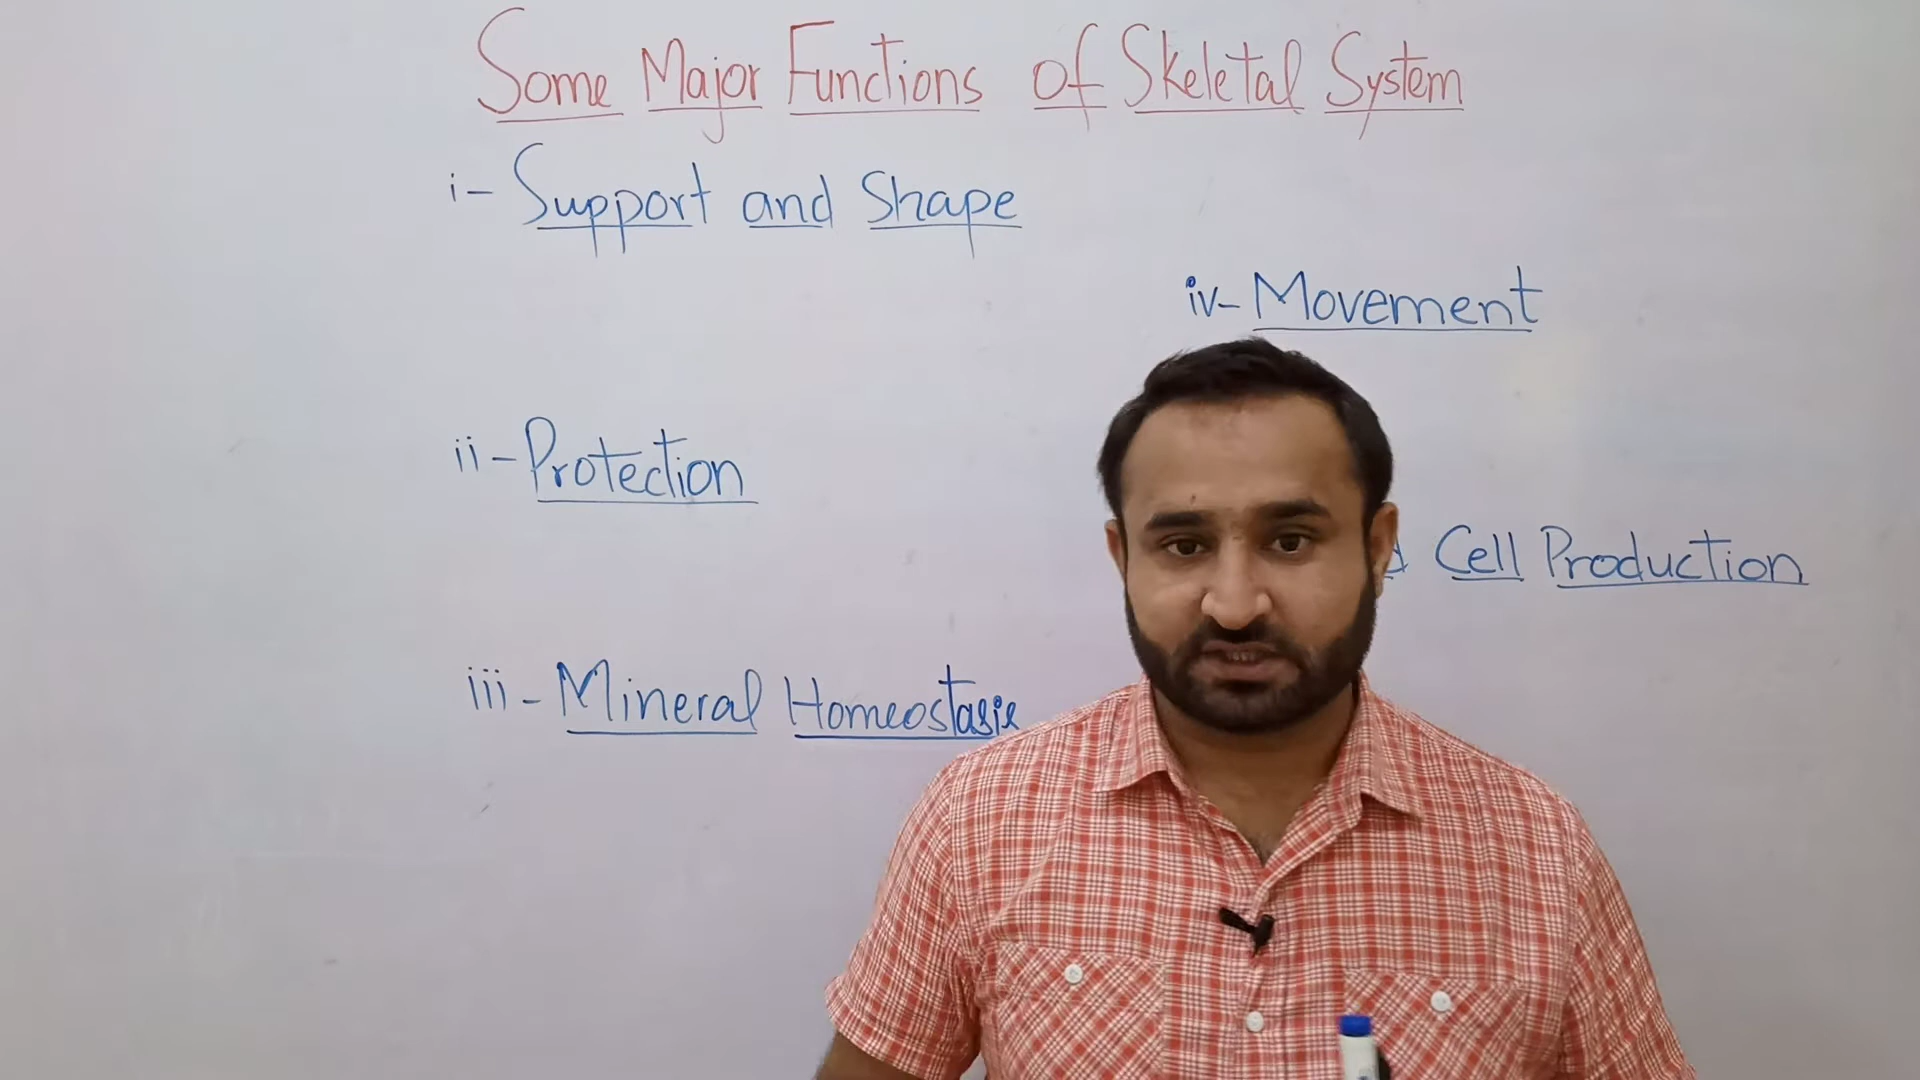 Some Major Functions of Skeletal System
i- Support and Shape
ii- Protection
iii- Mineral Homeostasis
iv- Movement
Cell Production